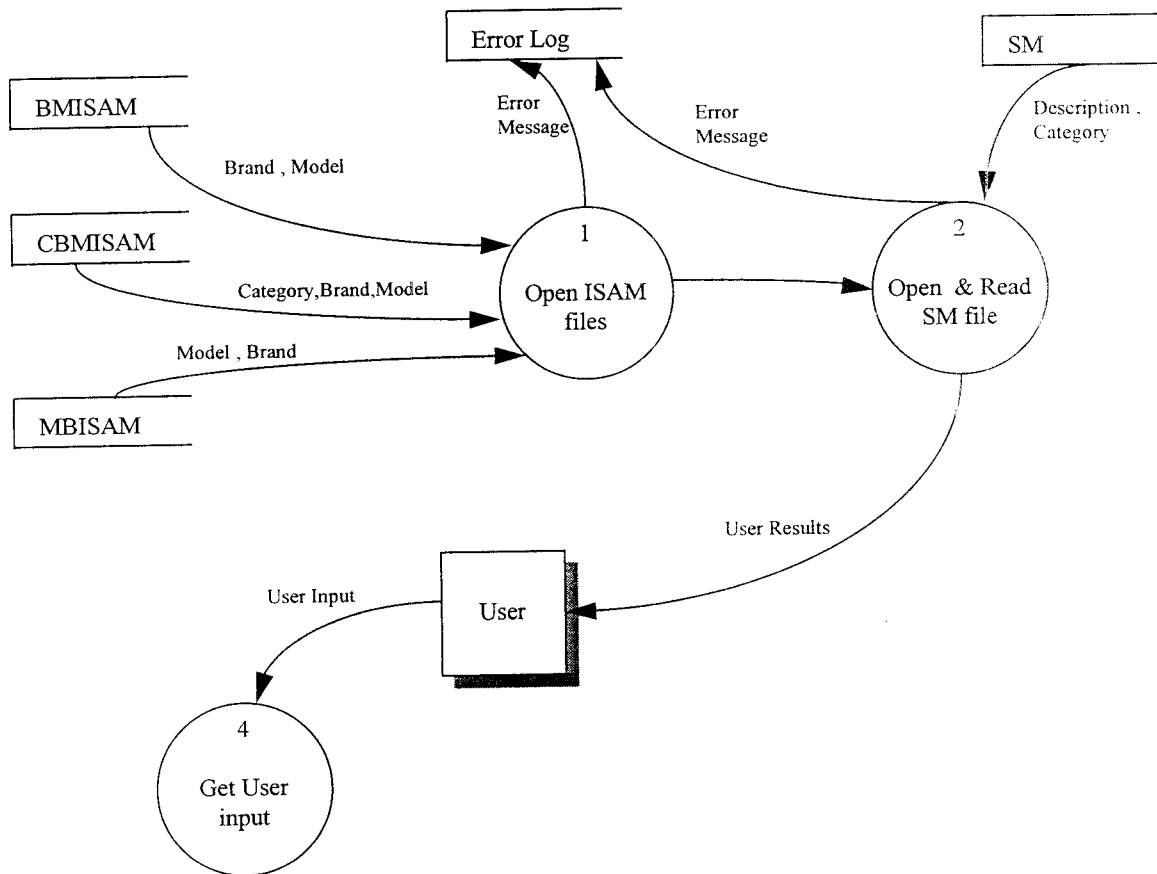 Error Log
SM
BMISAM
Error
Message
Error
Message
Description ,
Category
Brand , Model
CBMISAM
1
Open ISAM
files
2
Open & Read
SM file
Category,Brand,Model
Model , Brand
MBISAM
User Results
User Input
User
4
Get User
input